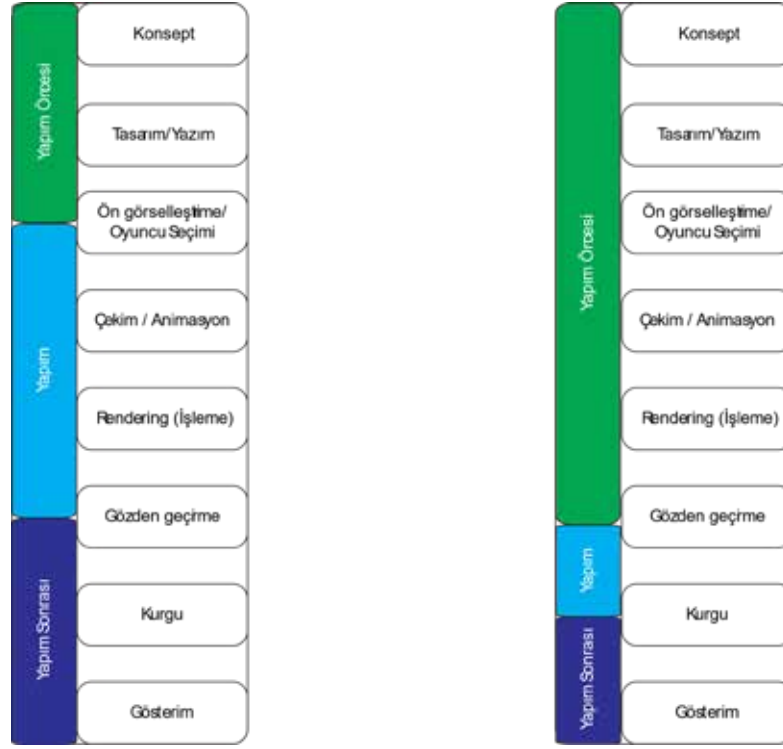 Yapım Öncesi
Yapım
Yapım Sonrası
Konsept
Tasarım/Yazım
Ön görselleştime/
Oyuncu Seçimi
Çekim / Animasyon
Rendering (İşleme)
Gözden geçirme
Kurgu
Gösterim
Yapım Öncesi
Yapım
Yapım Sonrası
Konsept
Tasarım/Yazım
Ön görselleştime/
Oyuncu Seçimi
Çekim / Animasyon
Rendering (İşleme)
Gözden geçirme
Kurgu
Gösterim